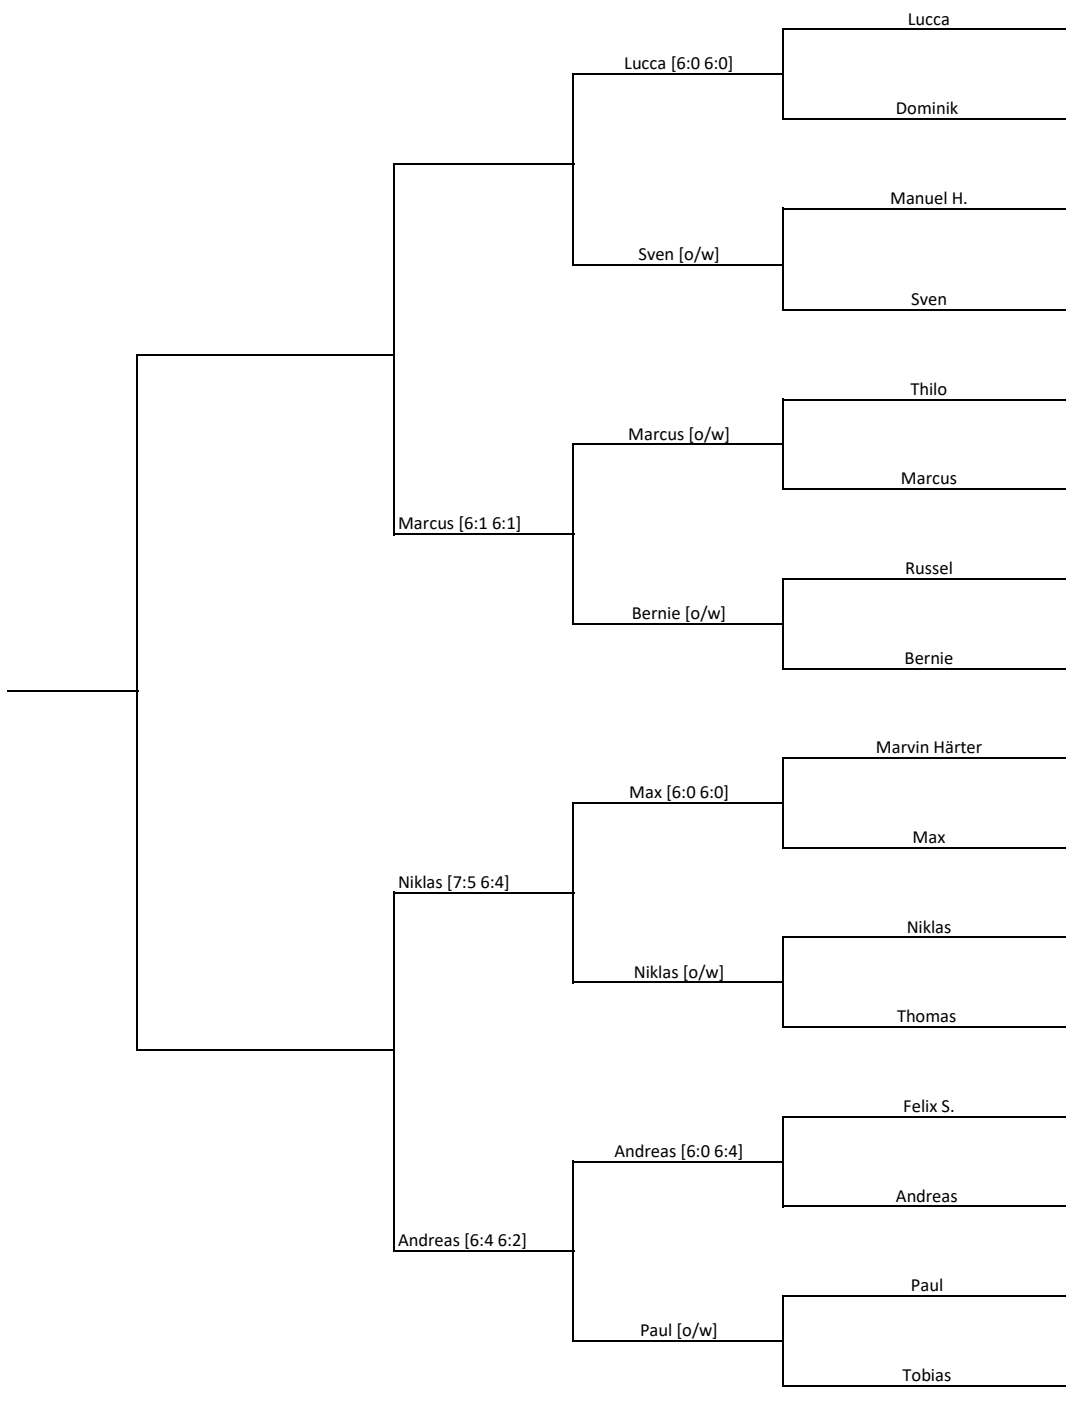 Lucca
Lucca [6:0 6:0]
Dominik
Manuel H.
Sven [o/w]
Sven
Thilo
Marcus [o/w]
Marcus
Marcus [6:1 6:1]
Russel
Bernie [o/w]
Bernie
Marvin Härter
Max [6:0 6:0]
Max
Niklas [7:5 6:4]
Niklas
Niklas [o/w]
Thomas
Felix S.
Andreas [6:0 6:4]
Andreas
Andreas [6:4 6:2]
Paul
Paul [o/w]
Tobias